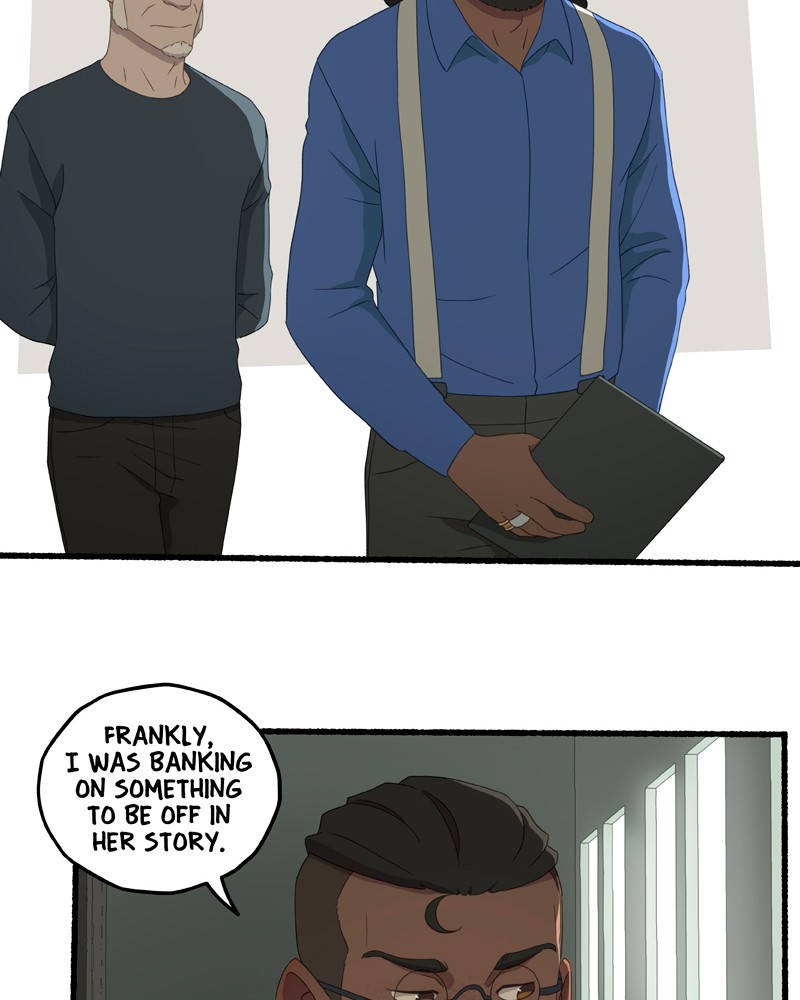 FRANKLY,
I WAS BANKING
ON SOMETHING
TO BE OFF IN
HER STORY.